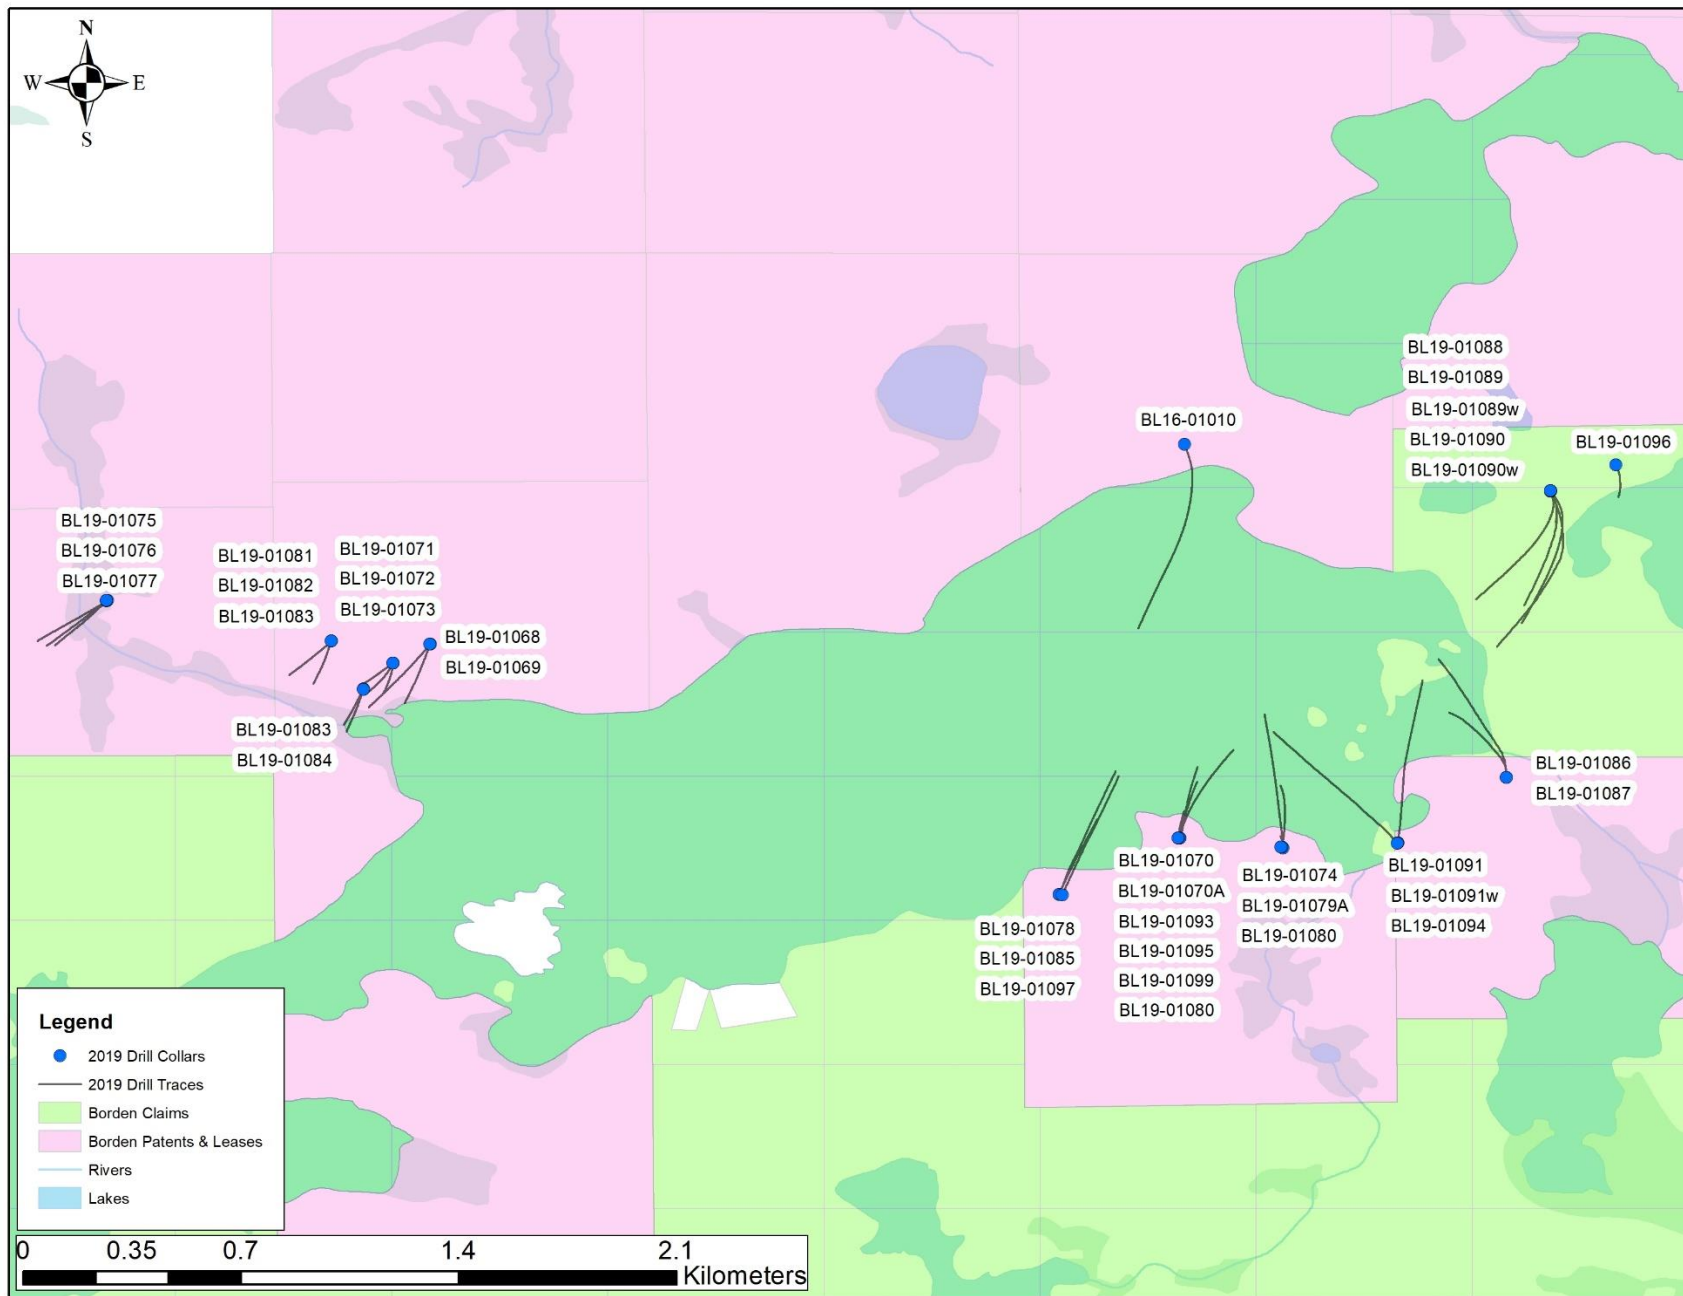 N
W E
S
BL19-01088
BL19-01089
BL19-01089w
BL19-01090
BL19-01090w
BL16-01010
BL19-01096
BL19-01075
BL19-01076
BL19-01077
BL19-01081
BL19-01082
BL19-01083
BL19-01071
BL19-01072
BL19-01073
BL19-01068
BL19-01069
BL19-01083
BL19-01084
BL19-01086
BL19-01087
BL19-01078
BL19-01085
BL19-01097
BL19-01070
BL19-01070A
BL19-01093
BL19-01095
BL19-01099
BL19-01080
BL19-01074
BL19-01079A
BL19-01080
BL19-01091
BL19-01091w
BL19-01094
Legend
2019 Drill Collars
2019 Drill Traces
Borden Claims
Borden Patents & Leases
Rivers
Lakes
0 0.35 0.7 1.4 2.1
Kilometers